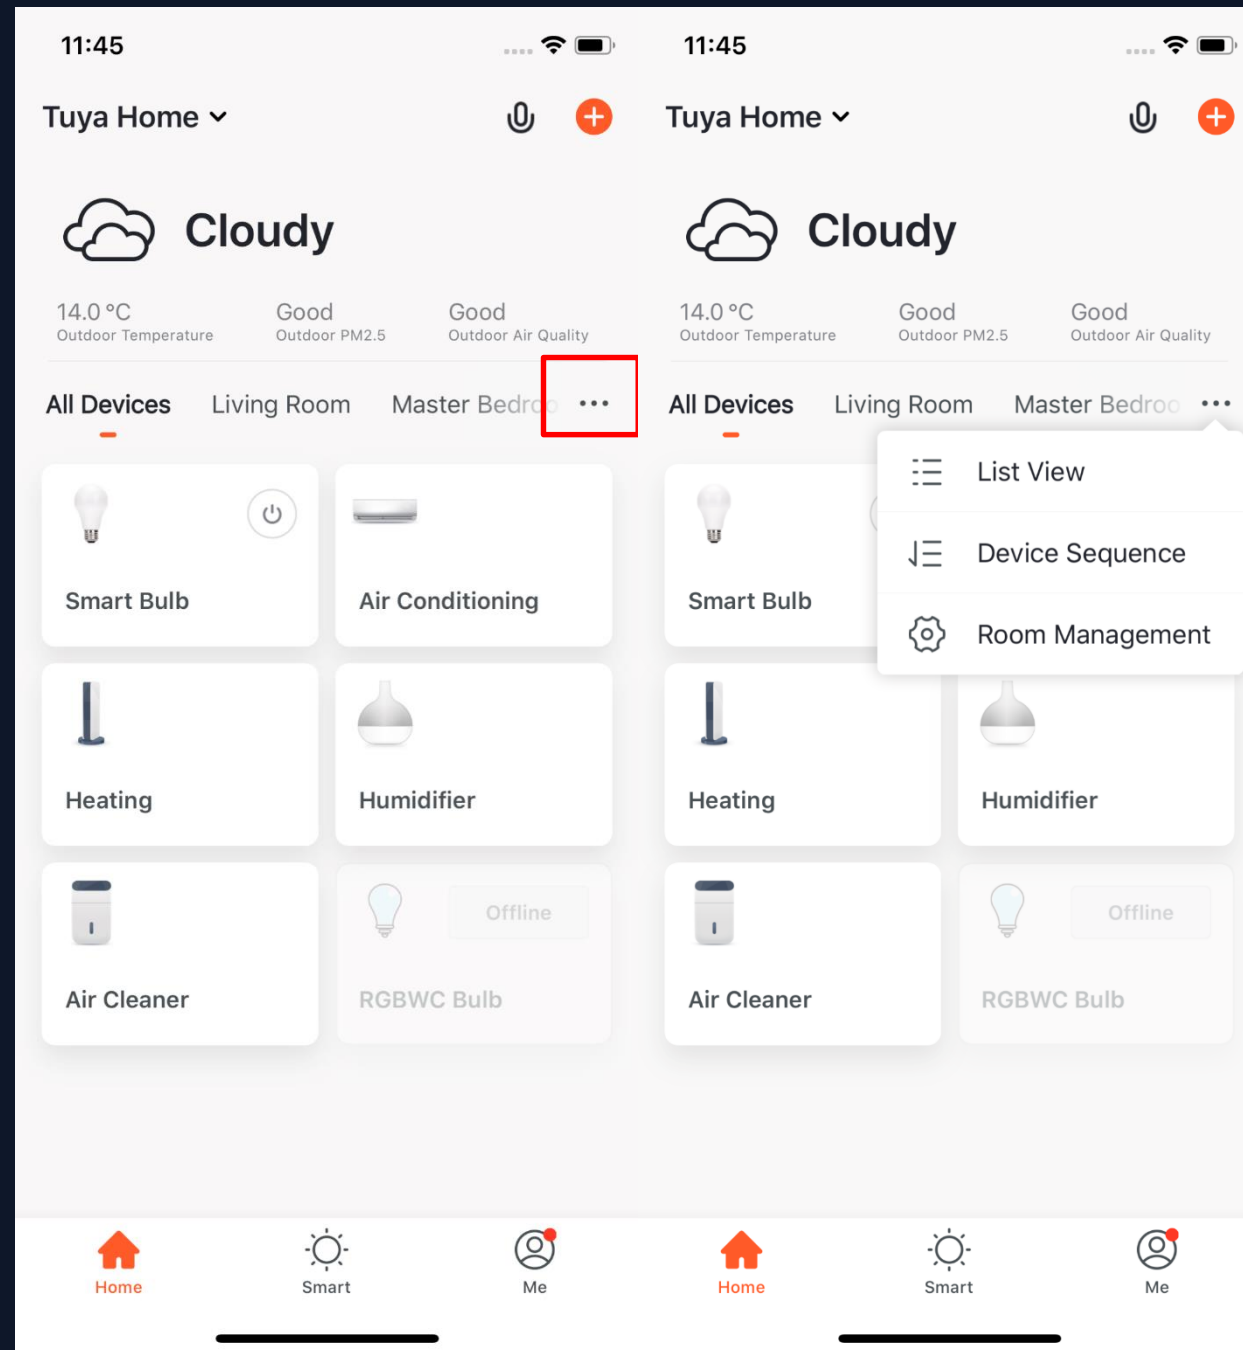 11:45
Tuya Home
Cloudy
14.0 °C
Outdoor Temperature
Good
Outdoor PM2.5
Good
Outdoor Air Quality
All Devices
Living Room
Master Bedroo
Smart Bulb
Air Conditioning
Heating
Humidifier
Air Cleaner
Offline
RGBWC Bulb
Home
Smart
Me
11:45
Tuya Home
Cloudy
14.0 °C
Outdoor Temperature
Good
Outdoor PM2.5
Good
Outdoor Air Quality
All Devices
Living Room
Master Bedroo
List View
Device Sequence
Room Management
Smart Bulb
Heating
Humidifier
Air Cleaner
Offline
RGBWC Bulb
Home
Smart
Me